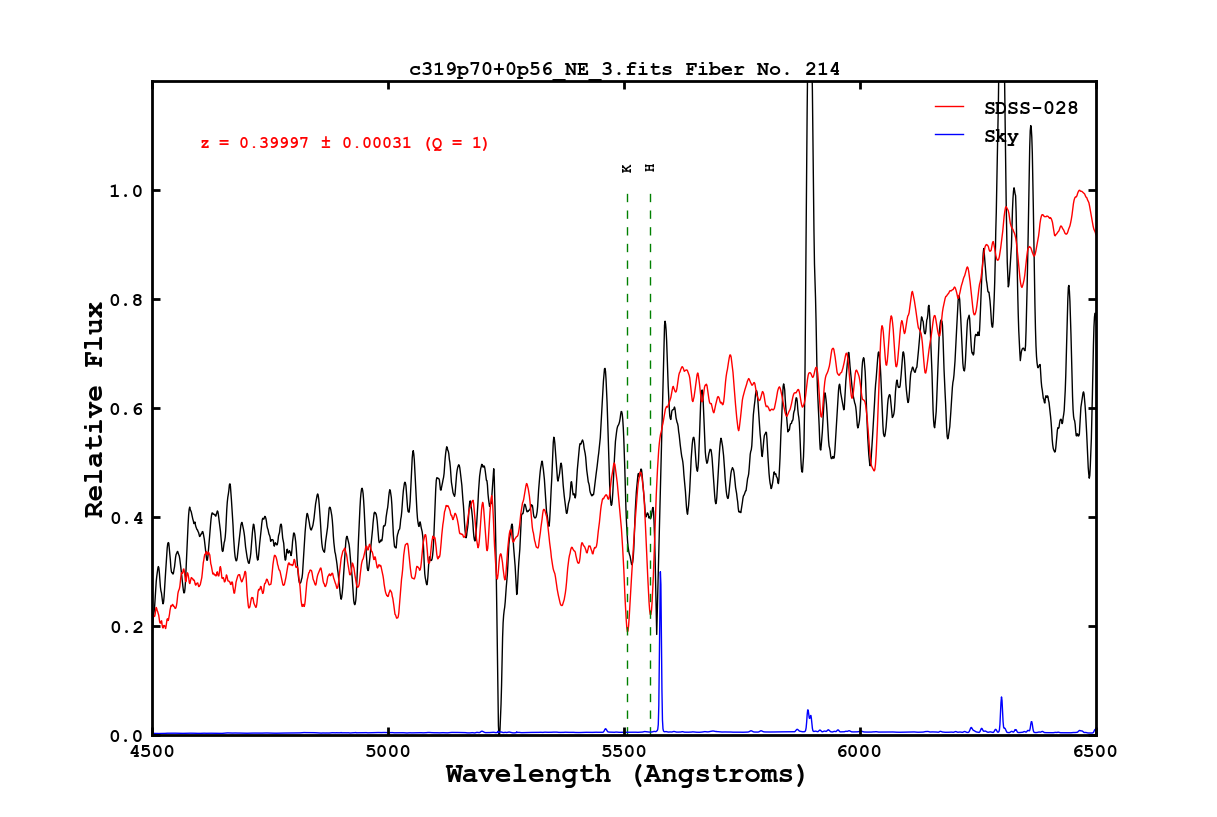 c319p70+0p56_NE_3.fits Fiber No. 214
SDSS-028
Sky
z = 0.39997 ± 0.00031 (Q = 1)
K H
1.0
0.8
0.6
0.4
0.2
0.0
4500 5000 5500 6000 6500
Relative Flux
Wavelength (Angstroms)